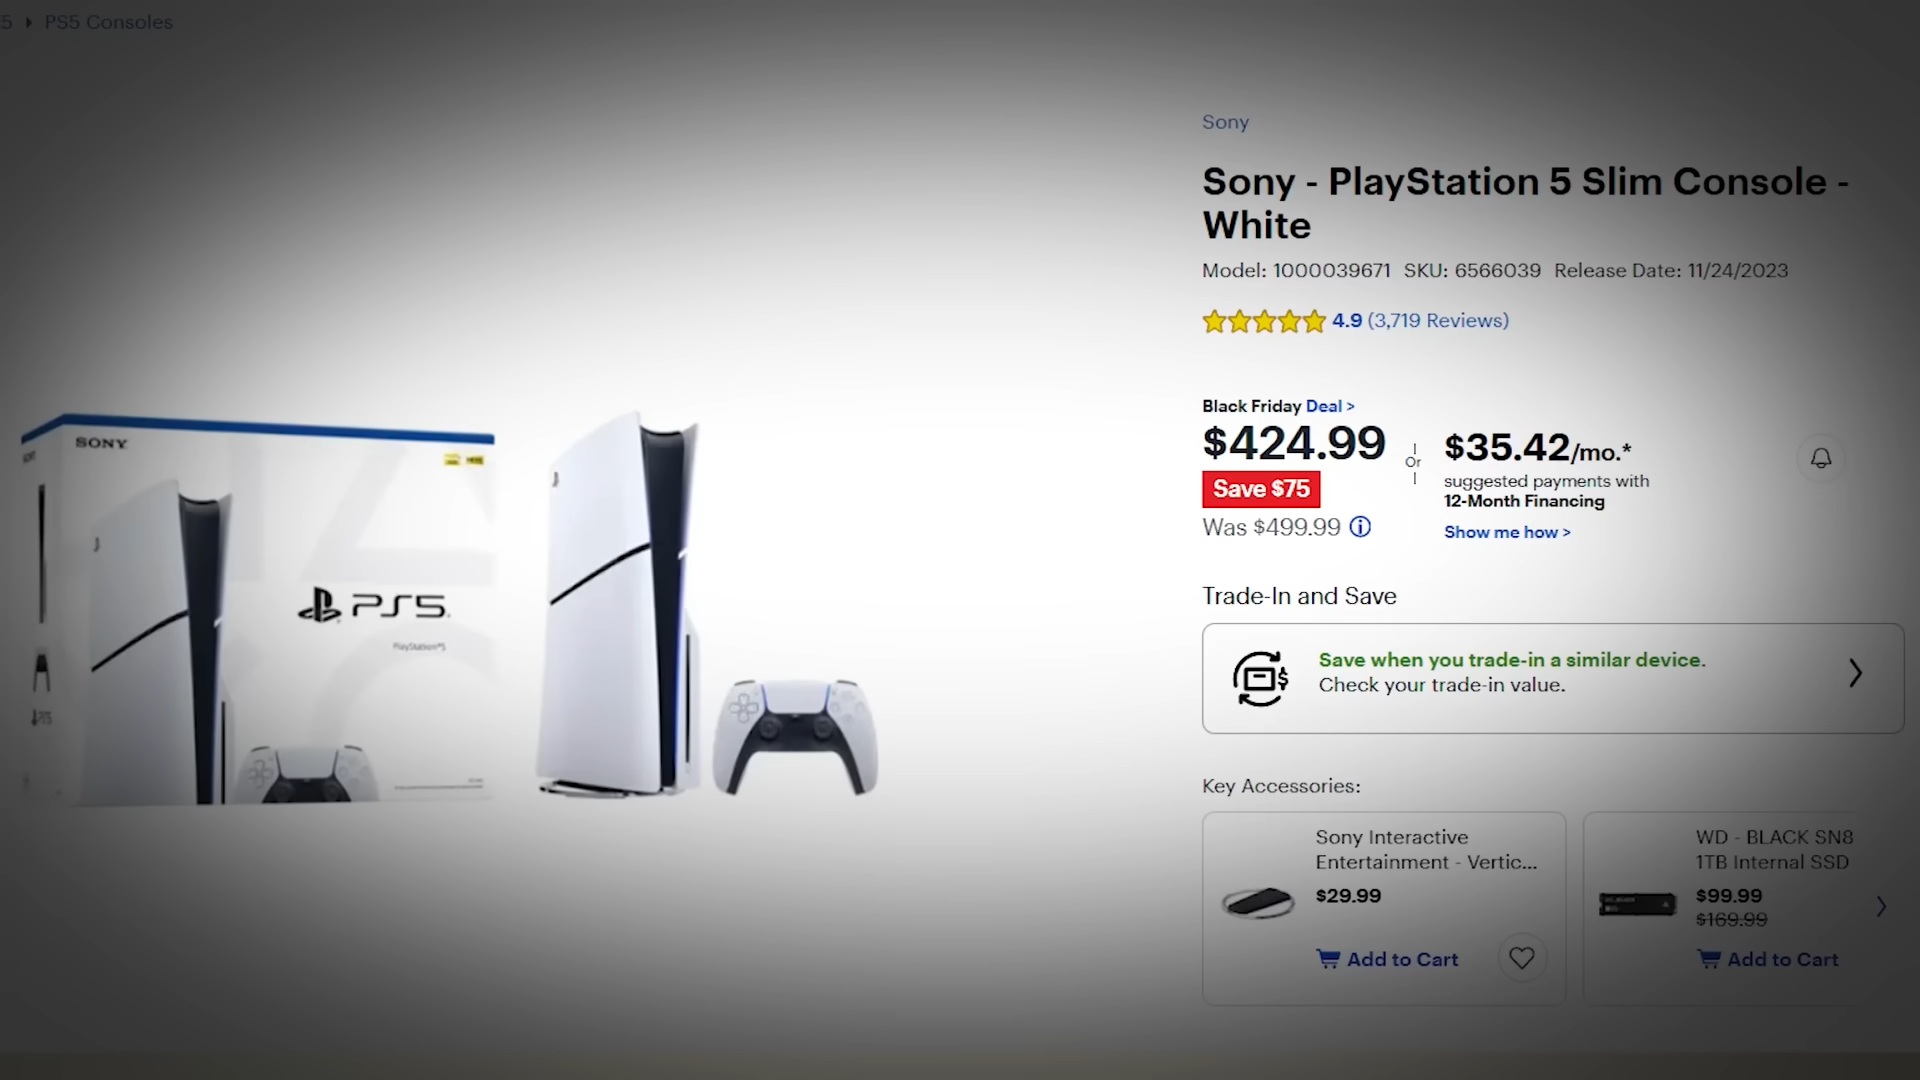 5 › PS5 Consoles
Sony
Sony - PlayStation 5 Slim Console -
White
Model: 1000039671 SKU: 6566039 Release Date: 11/24/2023
4.9 (3,719 Reviews)
Black Friday Deal >
$424.99
Save $75
Was $499.99
Or
$35.42/mo.*
suggested payments with
12-Month Financing
Show me how >
Trade-In and Save
Save when you trade-in a similar device.
Check your trade-in value.
Key Accessories:
Sony Interactive
Entertainment - Vertic...
$29.99
Add to Cart
WD - BLACK SN8
1TB Internal SSD
$99.99
$169.99
Add to Cart
SONY
PS5
PlayStation®5